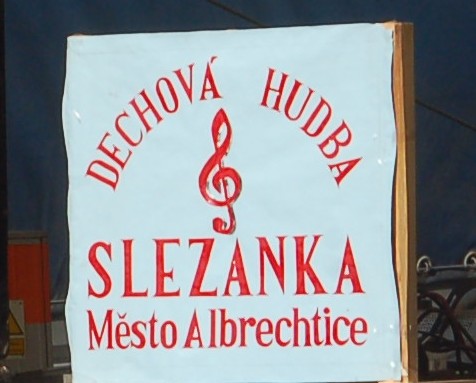 DECHOVÁ HUDBA
SLEZANKA
Město Albrechtice